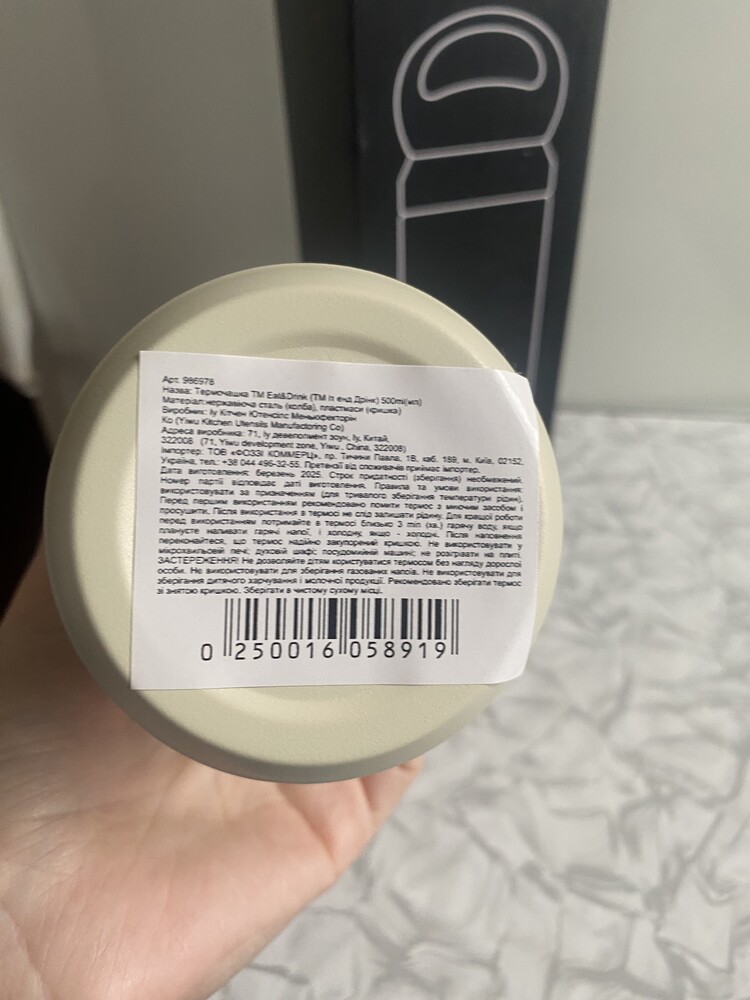 Арт. 986978
Назва: Термочашка ТМ Eat&Drink (ТМ Іт енд Дрінк) 500ml(мл)
Матеріал:нержавіюча сталь (колба), пластмаси (кришка)
Виробник: Іу Кітчен Ютенсілс Меньюфекторін
Ко (Yiwu Kitchen Utensils Manufactoring Co)
Адреса виробника: 71, Іу девелопмент зоун, Іу, Китай,
322008 (71, Yiwu development zone, Yiwu , China, 322008)
Імпортер: ТОВ «ФОЗЗІ КОММЕРЦ», пр. Тичини Павла, 1В, каб. 189, м. Київ, 02152,
Україна, тел.: +38 044 496-32-55. Претензії від споживачів приймає імпортер.
Дата виготовлення: березень 2025. Строк придатності (зберігання) необмежений.
Номер партії відповідає даті виготовлення. Правила та умови використання:
використовувати за призначенням (для тривалого зберігання температури рідини).
Перед першим використанням рекомендовано помити термос з миючим засобом і
просушити. Після використання в термосі не слід залишати рідину. Для кращої роботи
перед використанням потримайте в термосі близько 3 min (хв.) гарячу воду, якщо
плануєте наливати гарячі напої, і холодну, якщо - холодні. Після наповнення
переконайтеся, що термос надійно закупорений кришкою. Не використовувати у
мікрохвильовій печі; духовій шафі; посудомийній машині; не розігрівати на плиті.
ЗАСТЕРЕЖЕННЯ! Не дозволяйте дітям користуватися термосом без нагляду дорослої
особи. Не використовувати для зберігання газованих напоїв. Не використовувати для
зберігання дитячого харчування і молочної продукції. Рекомендовано зберігати термос
зі знятою кришкою. Зберігати в чистому сухому місці.
0 250016 058919